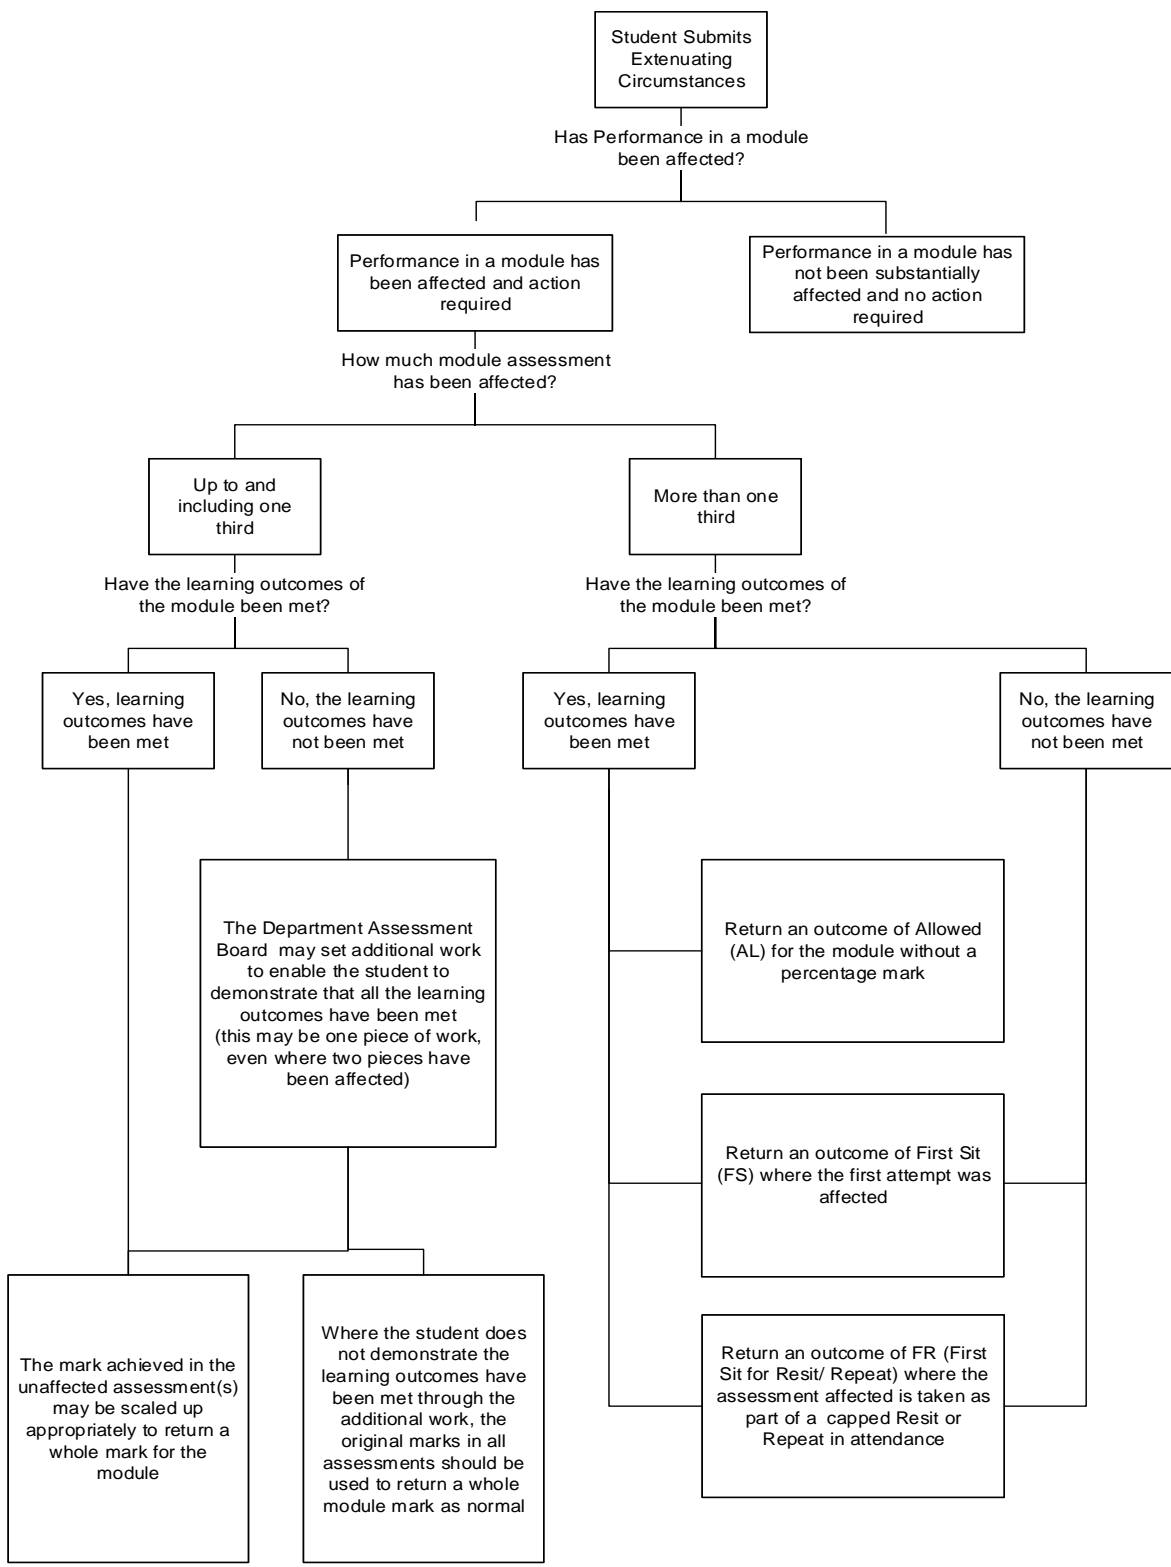 Student Submits
Extenuating
Circumstances
Has Performance in a module
been affected?
Performance in a module has
been affected and action
required
Performance in a module has
not been substantially
affected and no action
required
How much module assessment
has been affected?
Up to and
including one
third
More than one
third
Have the learning outcomes of
the module been met?
Have the learning outcomes of
the module been met?
Yes, learning
outcomes have
been met
No, the learning
outcomes have
not been met
Yes, learning
outcomes have
been met
No, the learning
outcomes have
not been met
The Department Assessment
Board may set additional work
to enable the student to
demonstrate that all the learning
outcomes have been met
(this may be one piece of work,
even where two pieces have
been affected)
Return an outcome of Allowed
(AL) for the module without a
percentage mark
Return an outcome of First Sit
(FS) where the first attempt was
affected
The mark achieved in the
unaffected assessment(s)
may be scaled up
appropriately to return a
whole mark for the
module
Where the student does
not demonstrate the
learning outcomes have
been met through the
additional work, the
original marks in all
assessments should be
used to return a whole
module mark as normal
Return an outcome of FR (First
Sit for Resit/ Repeat) where the
assessment affected is taken as
part of a capped Resit or
Repeat in attendance